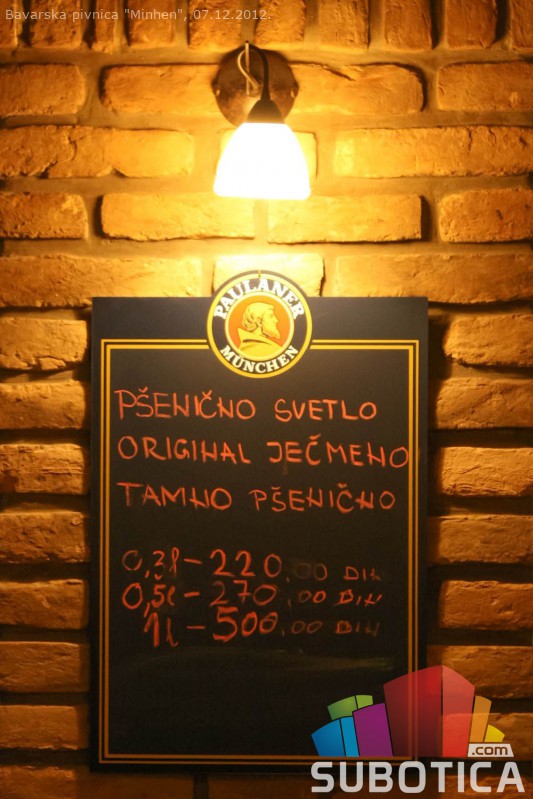 Bavarska pivnica "Minhen", 07.12.2012.
PAULANER
MÜNCHEN
PŠENIČNO SVETLO
ORIGINAL JEČMENO
TAMNO PŠENIČNO
0,3l - 220,00 DIN
0,5l - 270,00 DIN
1l - 500,00 DIN
.com
SUBOTICA